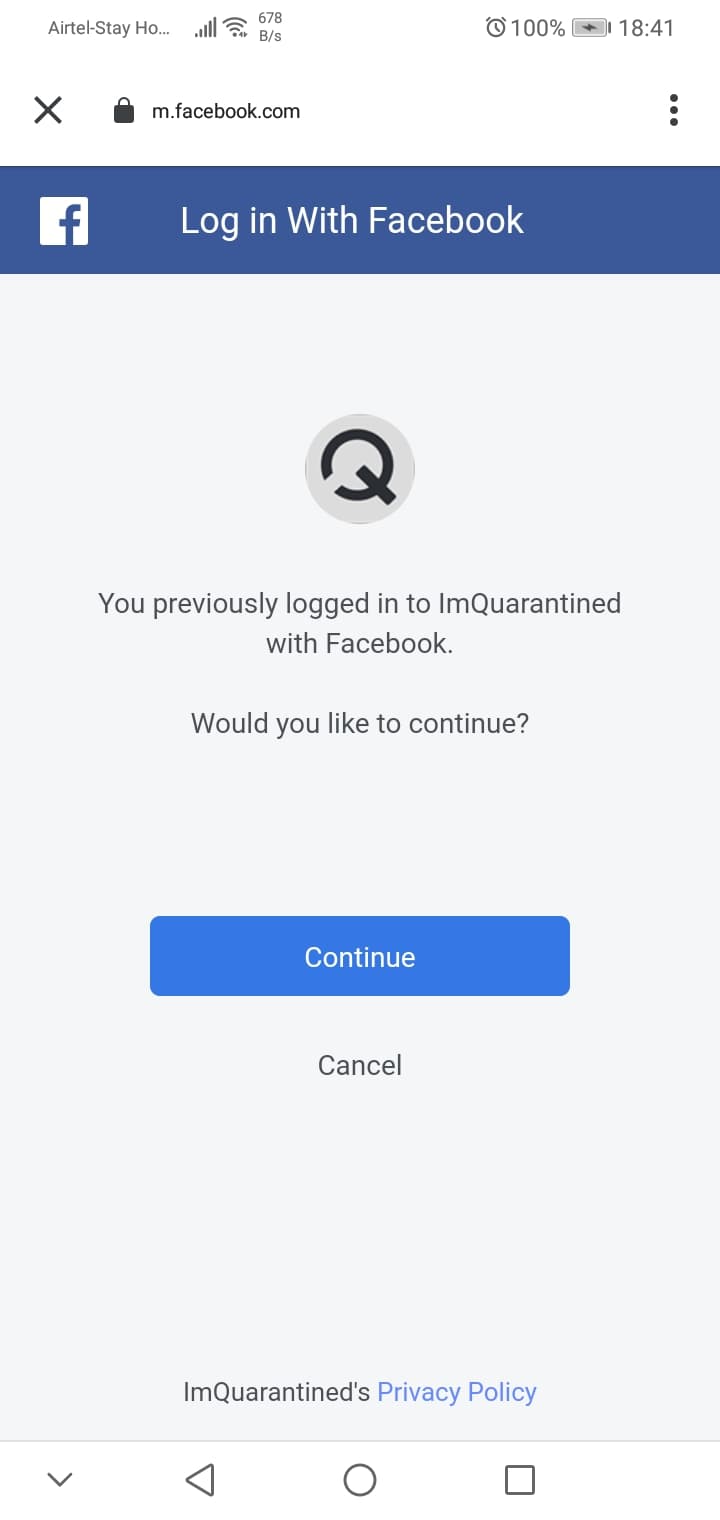 Airtel-Stay Ho... 678 B/s 100% 18:41
m.facebook.com
Log in With Facebook
You previously logged in to ImQuarantined
with Facebook.
Would you like to continue?
Continue
Cancel
ImQuarantined's Privacy Policy